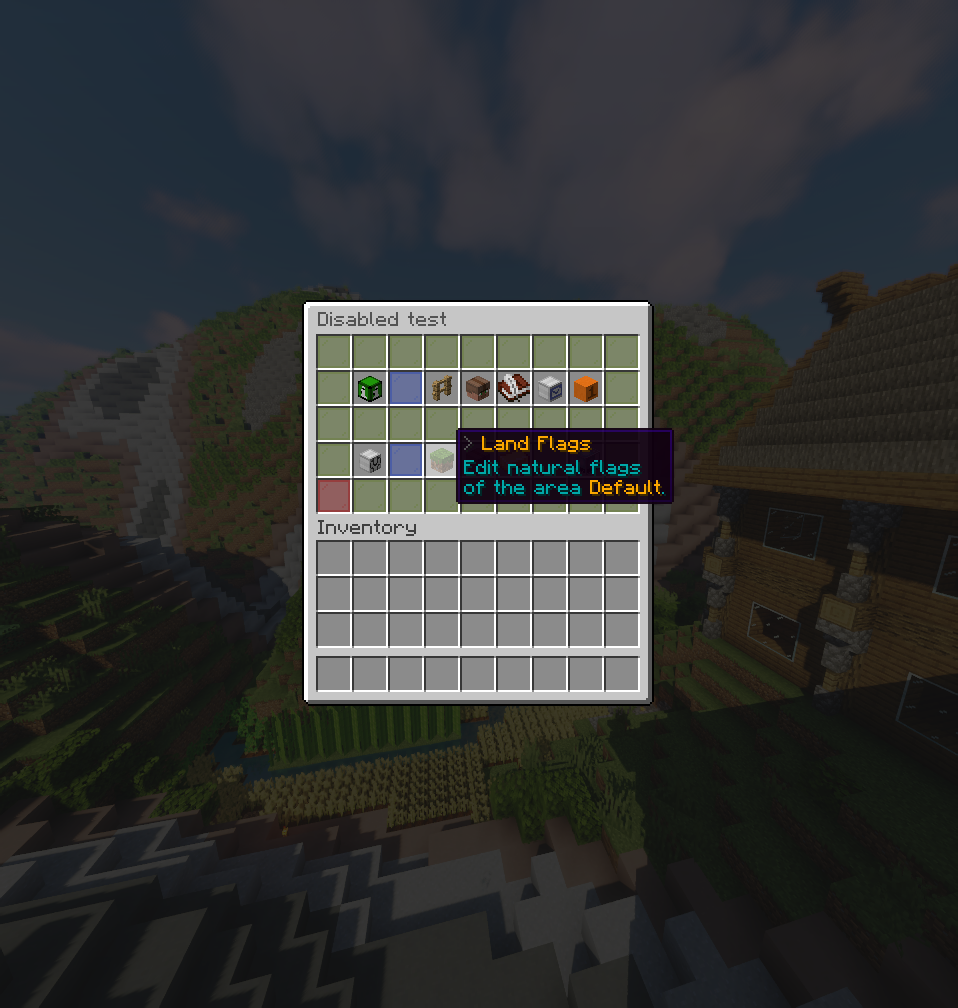 Disabled test
> Land Flags
Edit natural flags
of the area Default.
Inventory